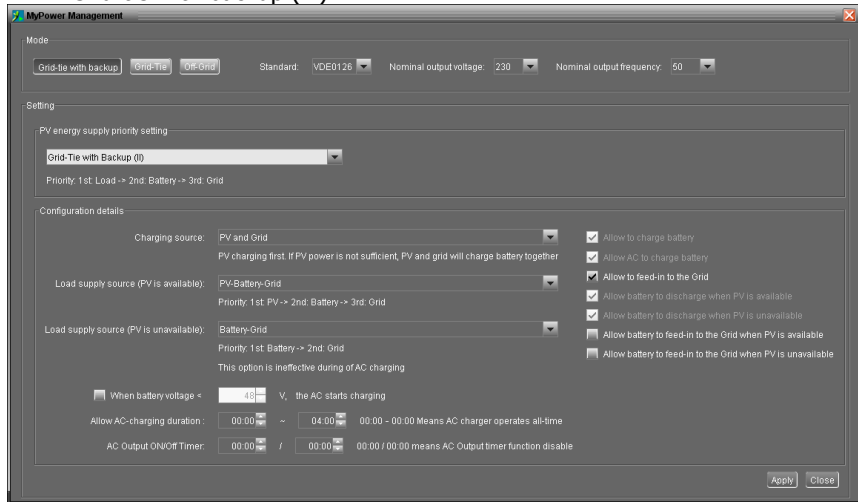 MyPower Management
Mode
Grid-tie with backup Grid-Tie Off-Grid Standard: VDE0126 Nominal output voltage: 230 Nominal output frequency: 50
Setting
PV energy supply priority setting
Grid-Tie with Backup (II)
Priority: 1st: Load -> 2nd: Battery-> 3rd: Grid
Configuration details
Charging source: PV and Grid
PV charging first. If PV power is not sufficient, PV and grid will charge battery together
Load supply source (PV is available): PV-Battery-Grid
Priority: 1st: PV-> 2nd: Battery-> 3rd: Grid
Load supply source (PV is unavailable): Battery-Grid
Priority: 1st: Battery-> 2nd: Grid
This option is ineffective during of AC charging
When battery voltage < 48 V, the AC starts charging
Allow AC-charging duration : 00:00 ~ 04:00 00:00 - 00:00 Means AC charger operates all-time
AC Output ON/Off Timer: 00:00 / 00:00 00:00 / 00:00 means AC Output timer function disable
Allow to charge battery
Allow AC to charge battery
Allow to feed-in to the Grid
Allow battery to discharge when PV is available
Allow battery to discharge when PV is unavailable
Allow battery to feed-in to the Grid when PV is available
Allow battery to feed-in to the Grid when PV is unavailable
Apply Close